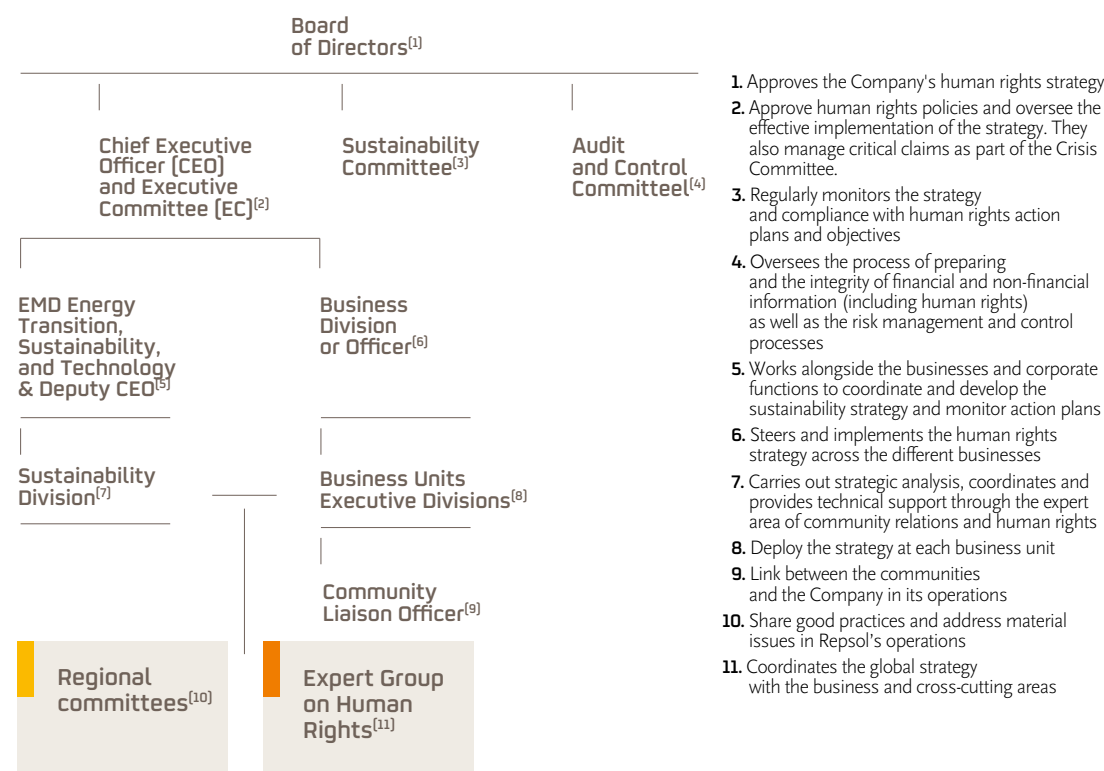 Board
of Directors(1)
Chief Executive
Officer (CEO)
and Executive
Committee (EC)(2)
Sustainability
Committee(3)
Audit
and Control
Committeel(4)
EMD Energy
Transition,
Sustainability,
and Technology
& Deputy CEO(5)
Business
Division
or Officer(6)
Sustainability
Division(7)
Business Units
Executive Divisions(8)
Community
Liaison Officer(9)
Regional
committees(10)
Expert Group
on Human
Rights(11)
1. Approves the Company's human rights strategy
2. Approve human rights policies and oversee the
effective implementation of the strategy. They
also manage critical claims as part of the Crisis
Committee.
3. Regularly monitors the strategy
and compliance with human rights action
plans and objectives
4. Oversees the process of preparing
and the integrity of financial and non-financial
information (including human rights)
as well as the risk management and control
processes
5. Works alongside the businesses and corporate
functions to coordinate and develop the
sustainability strategy and monitor action plans
6. Steers and implements the human rights
strategy across the different businesses
7. Carries out strategic analysis, coordinates and
provides technical support through the expert
area of community relations and human rights
8. Deploy the strategy at each business unit
9. Link between the communities
and the Company in its operations
10. Share good practices and address material
issues in Repsol's operations
11. Coordinates the global strategy
with the business and cross-cutting areas